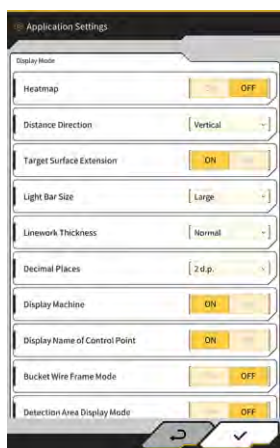 Application Settings
Display Mode
Heatmap OFF
Distance Direction Vertical
Target Surface Extension ON
Light Bar Size Large
Linework Thickness Normal
Decimal Places 2 d.p.
Display Machine ON
Display Name of Control Point ON
Bucket Wire Frame Mode OFF
Detection Area Display Mode OFF